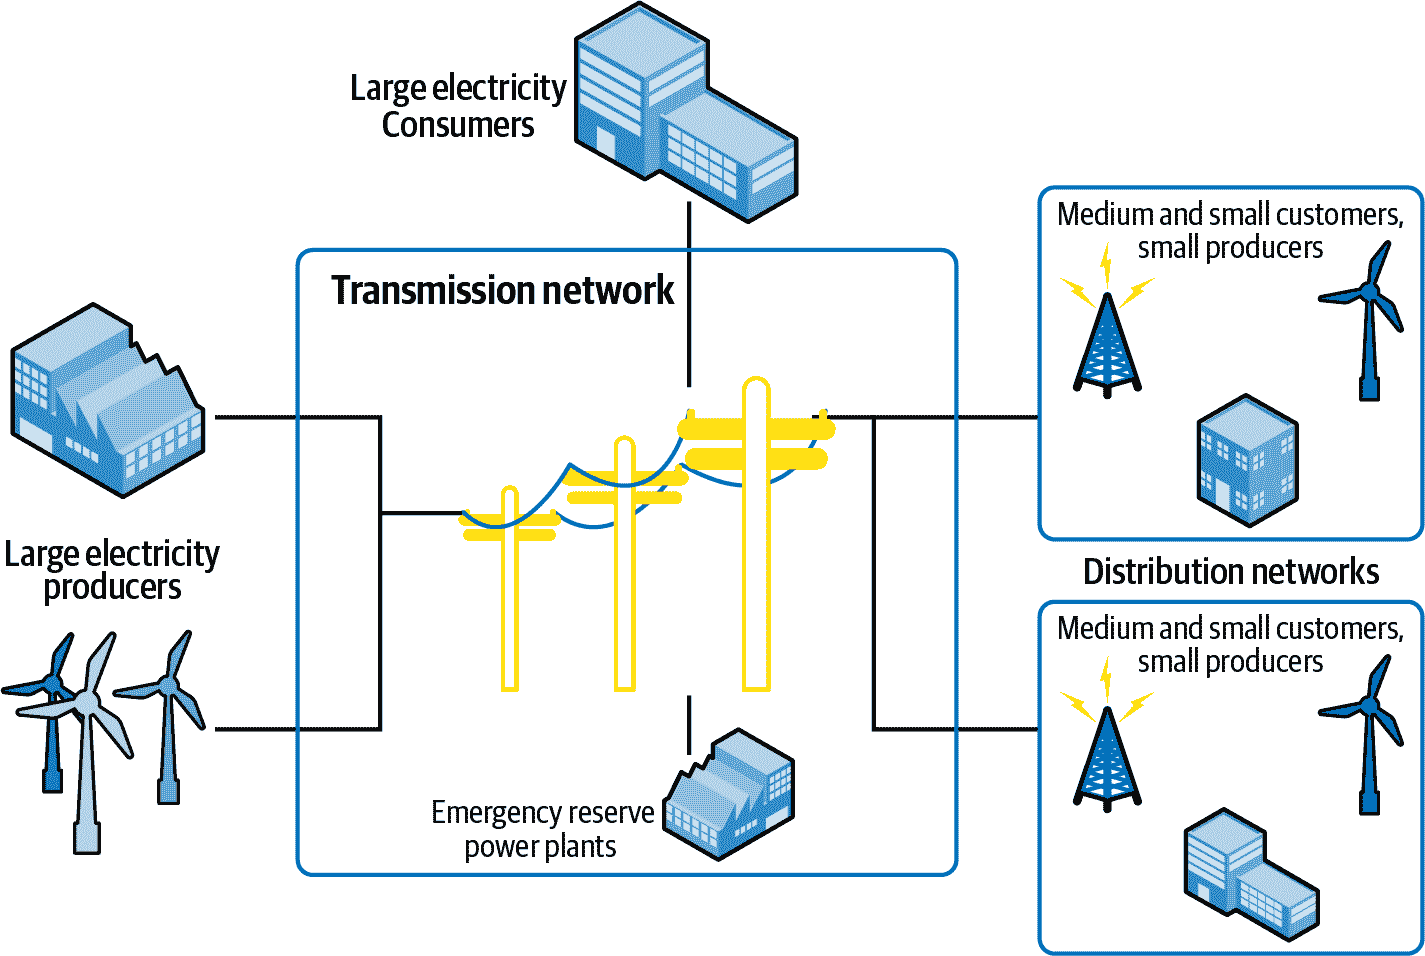 Large electricity
Consumers
Transmission network
Large electricity
producers
Emergency reserve
power plants
Medium and small customers,
small producers
Distribution networks
Medium and small customers,
small producers